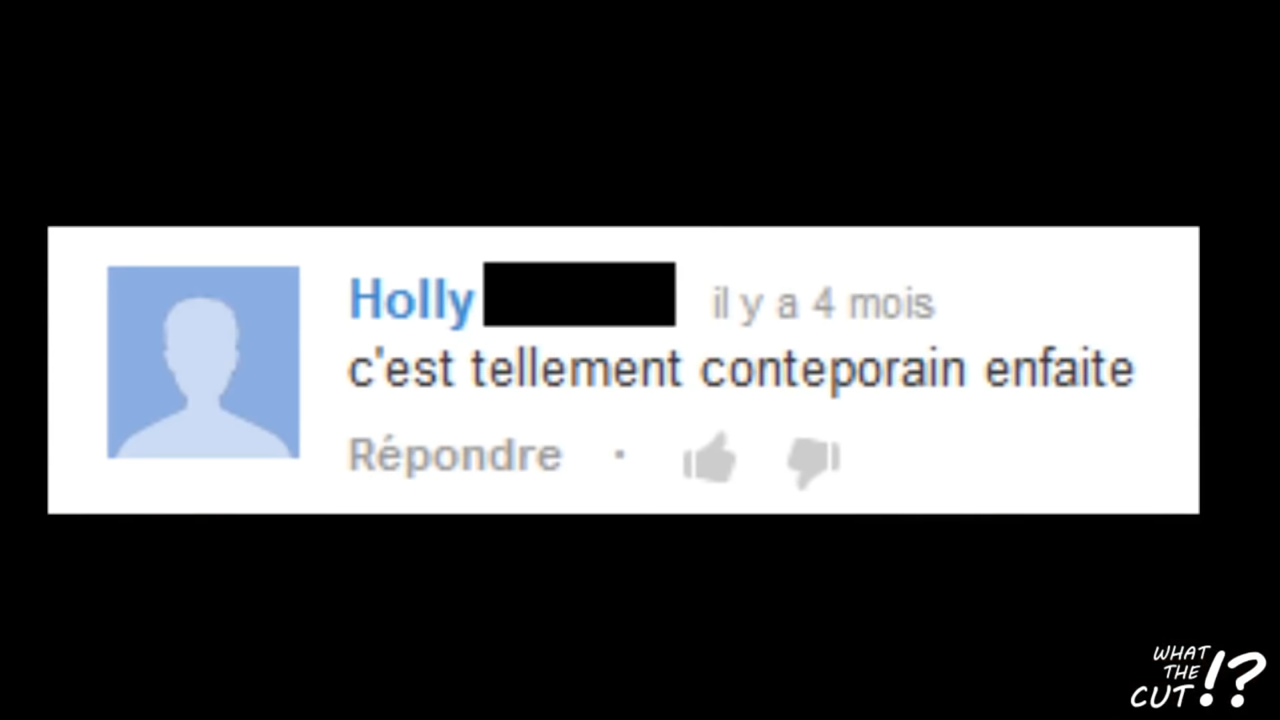 Holly il y a 4 mois
c'est tellement conteporain enfaite
Répondre ·
WHAT
THE
CUT !?